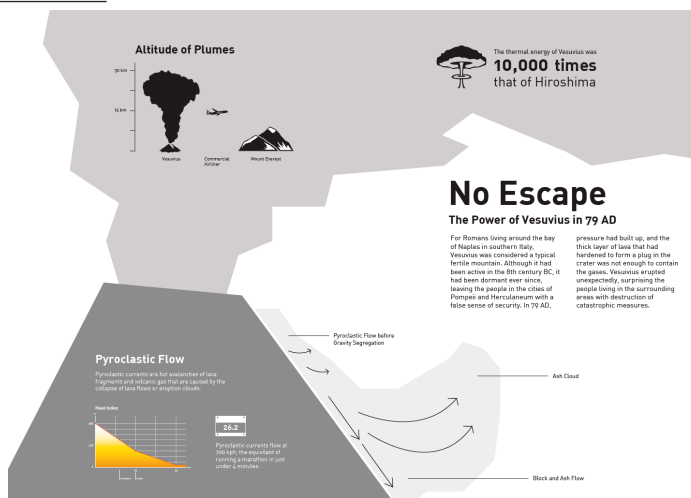 Altitude of Plumes
30 km
15 km
Vesuvius
Commercial
Airliner
Mount Everest
The thermal energy of Vesuvius was
10,000 times
that of Hiroshima
No Escape
The Power of Vesuvius in 79 AD
For Romans living around the bay
of Naples in southern Italy,
Vesuvius was considered a typical
fertile mountain. Although it had
been active in the 8th century BC, it
had been dormant ever since,
leaving the people in the cities of
Pompeii and Herculaneum with a
false sense of security. In 79 AD,
pressure had built up, and the
thick layer of lava that had
hardened to form a plug in the
crater was not enough to contain
the gases. Vesuvius erupted
unexpectedly, surprising the
people living in the surrounding
areas with destruction of
catastrophic measures.
Pyroclastic Flow before
Gravity Segregation
Ash Cloud
Block and Ash Flow
Pyroclastic Flow
Pyroclastic currents are hot avalanches of lava
fragments and volcanic gas that are caused by the
collapse of lava flows or eruption clouds.
Heat Index
26.2
Pyroclastic currents flow at
700 kph, the equivalent of
running a marathon in just
under 4 minutes.